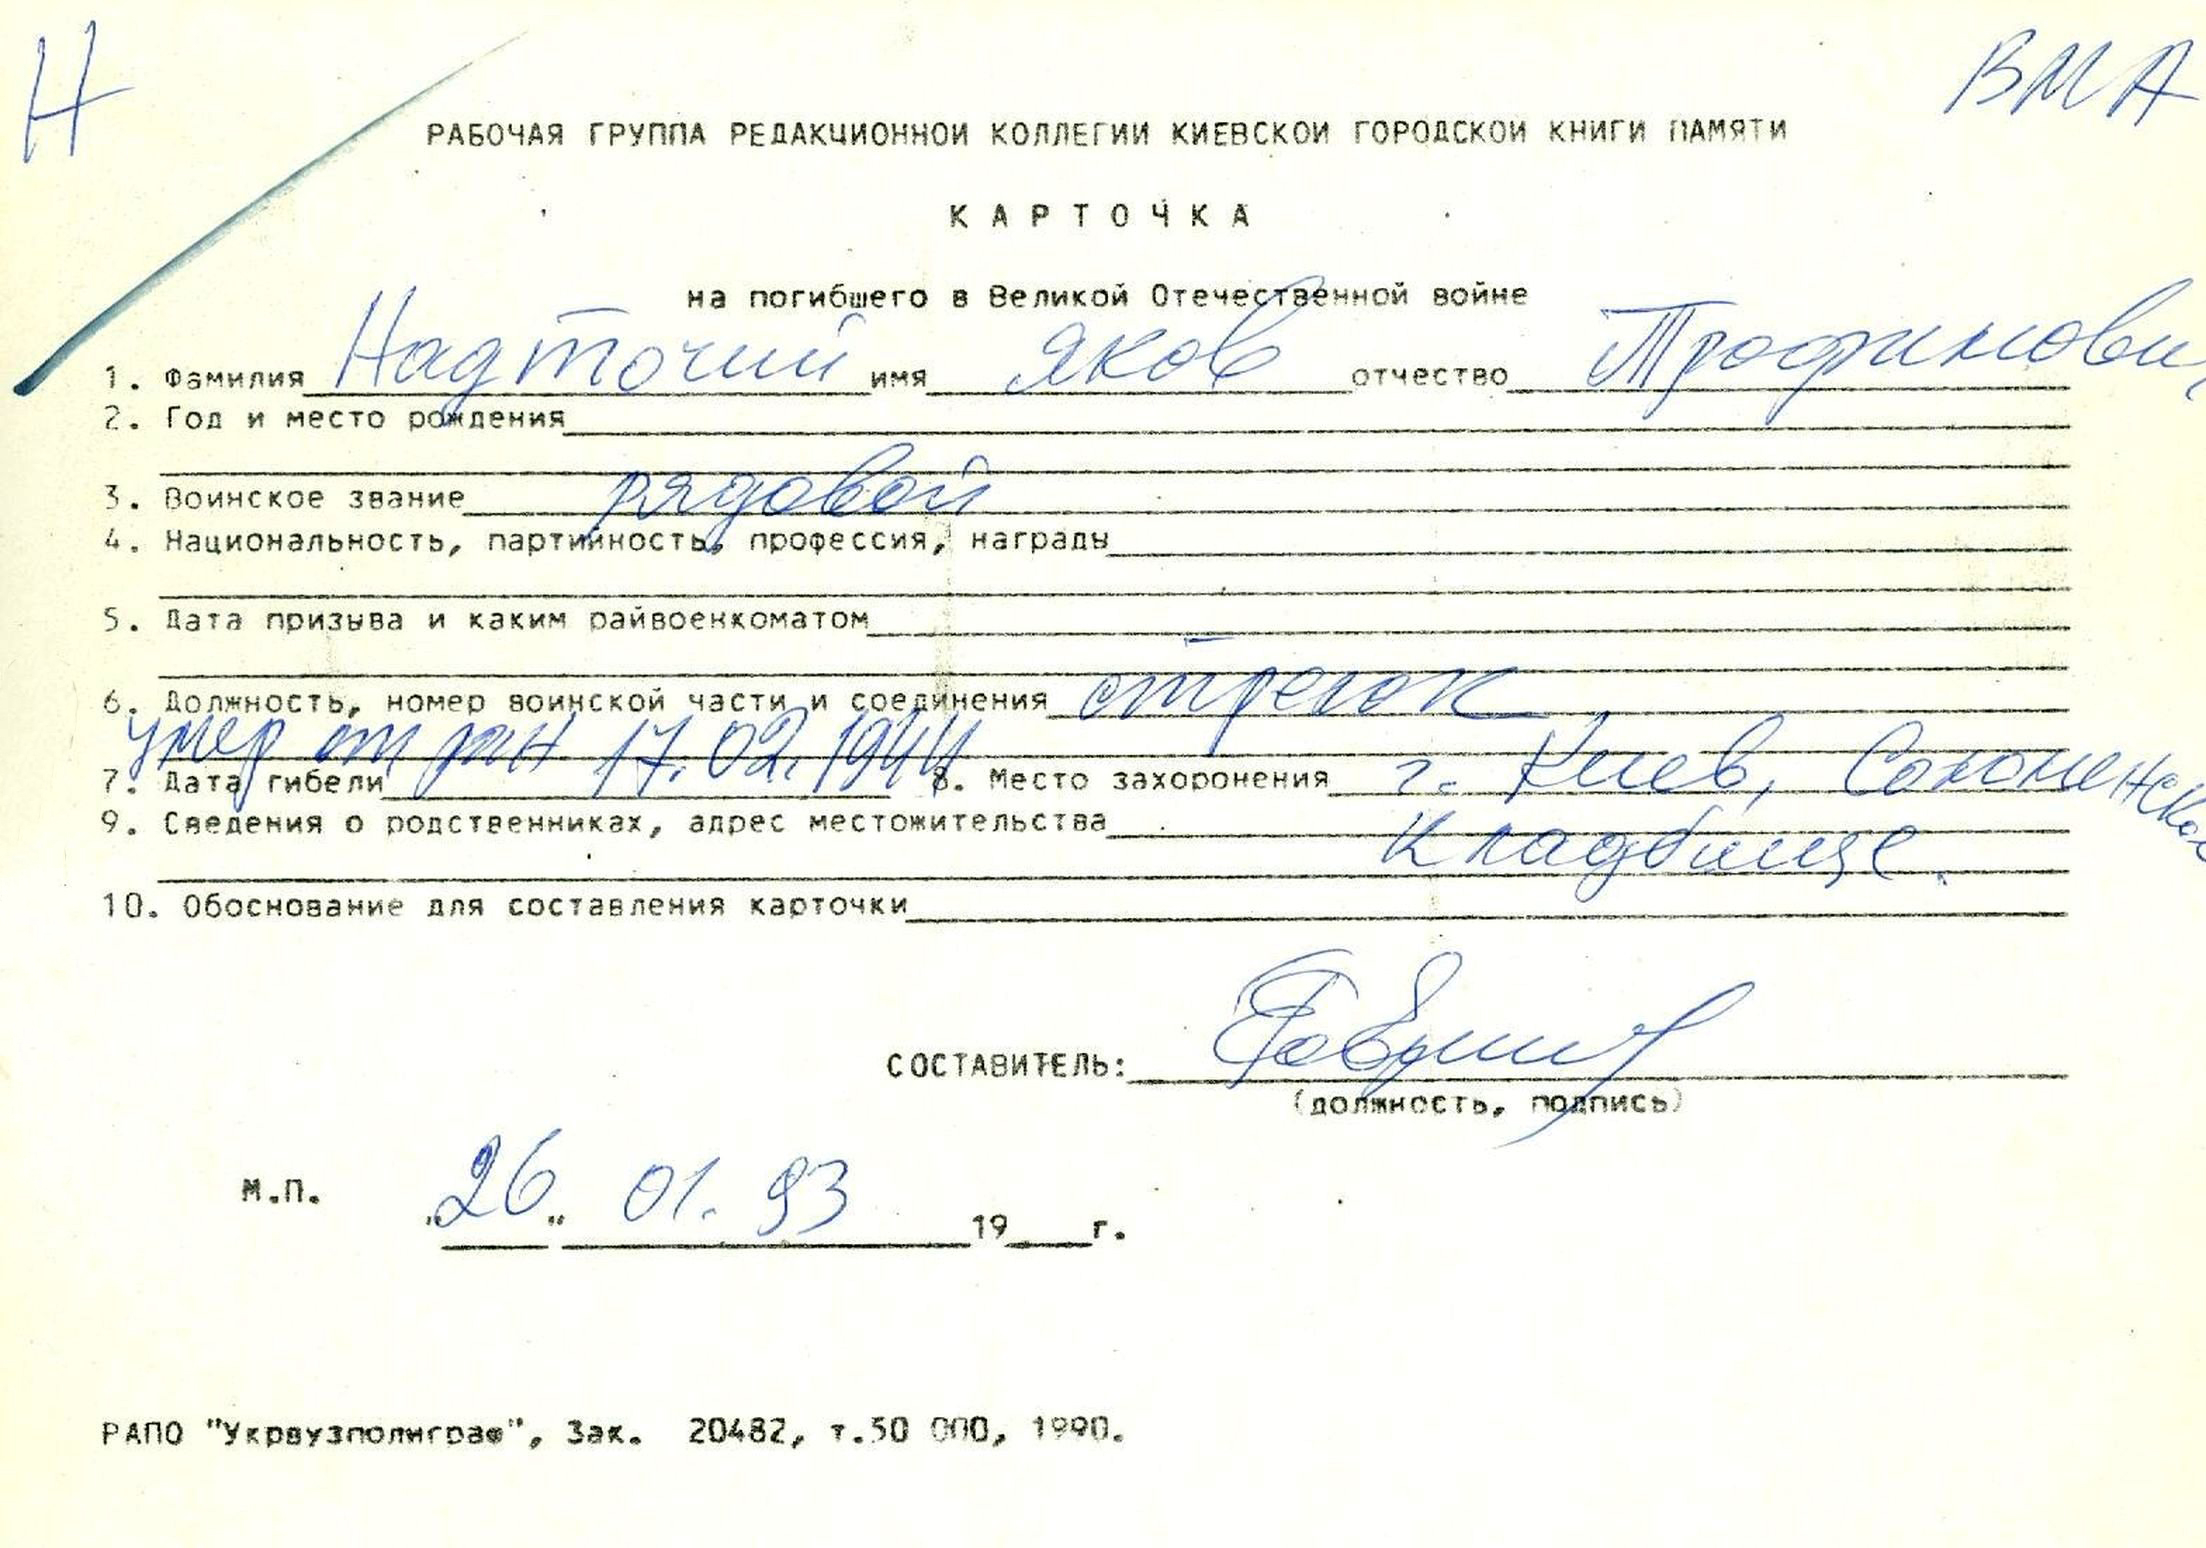 Н
ВМА
РАБОЧАЯ ГРУППА РЕДАКЦИОННОЙ КОЛЛЕГИИ КИЕВСКОЙ ГОРОДСКОЙ КНИГИ ПАМЯТИ
КАРТОЧКА
на погибшего в Великой Отечественной войне
1. Фамилия Надточий имя Яков отчество Трофимович
2. Год и место рождения
3. Воинское звание рядовой
4. Национальность, партийность, профессия, награды
5. Дата призыва и каким райвоенкоматом
6. Должность, номер воинской части и соединения стрелок
7. Дата гибели умер от ран 17.02.1944 8. Место захоронения г. Киев, Соломенское
9. Сведения о родственниках, адрес местожительства кладбище.
10. Обоснование для составления карточки
СОСТАВИТЕЛЬ:
(должность, подпись)
М.П. "26" 01.93 19 г.
РАПО "Укрвузполиграф", Зак. 20482, т.50 000, 1990.